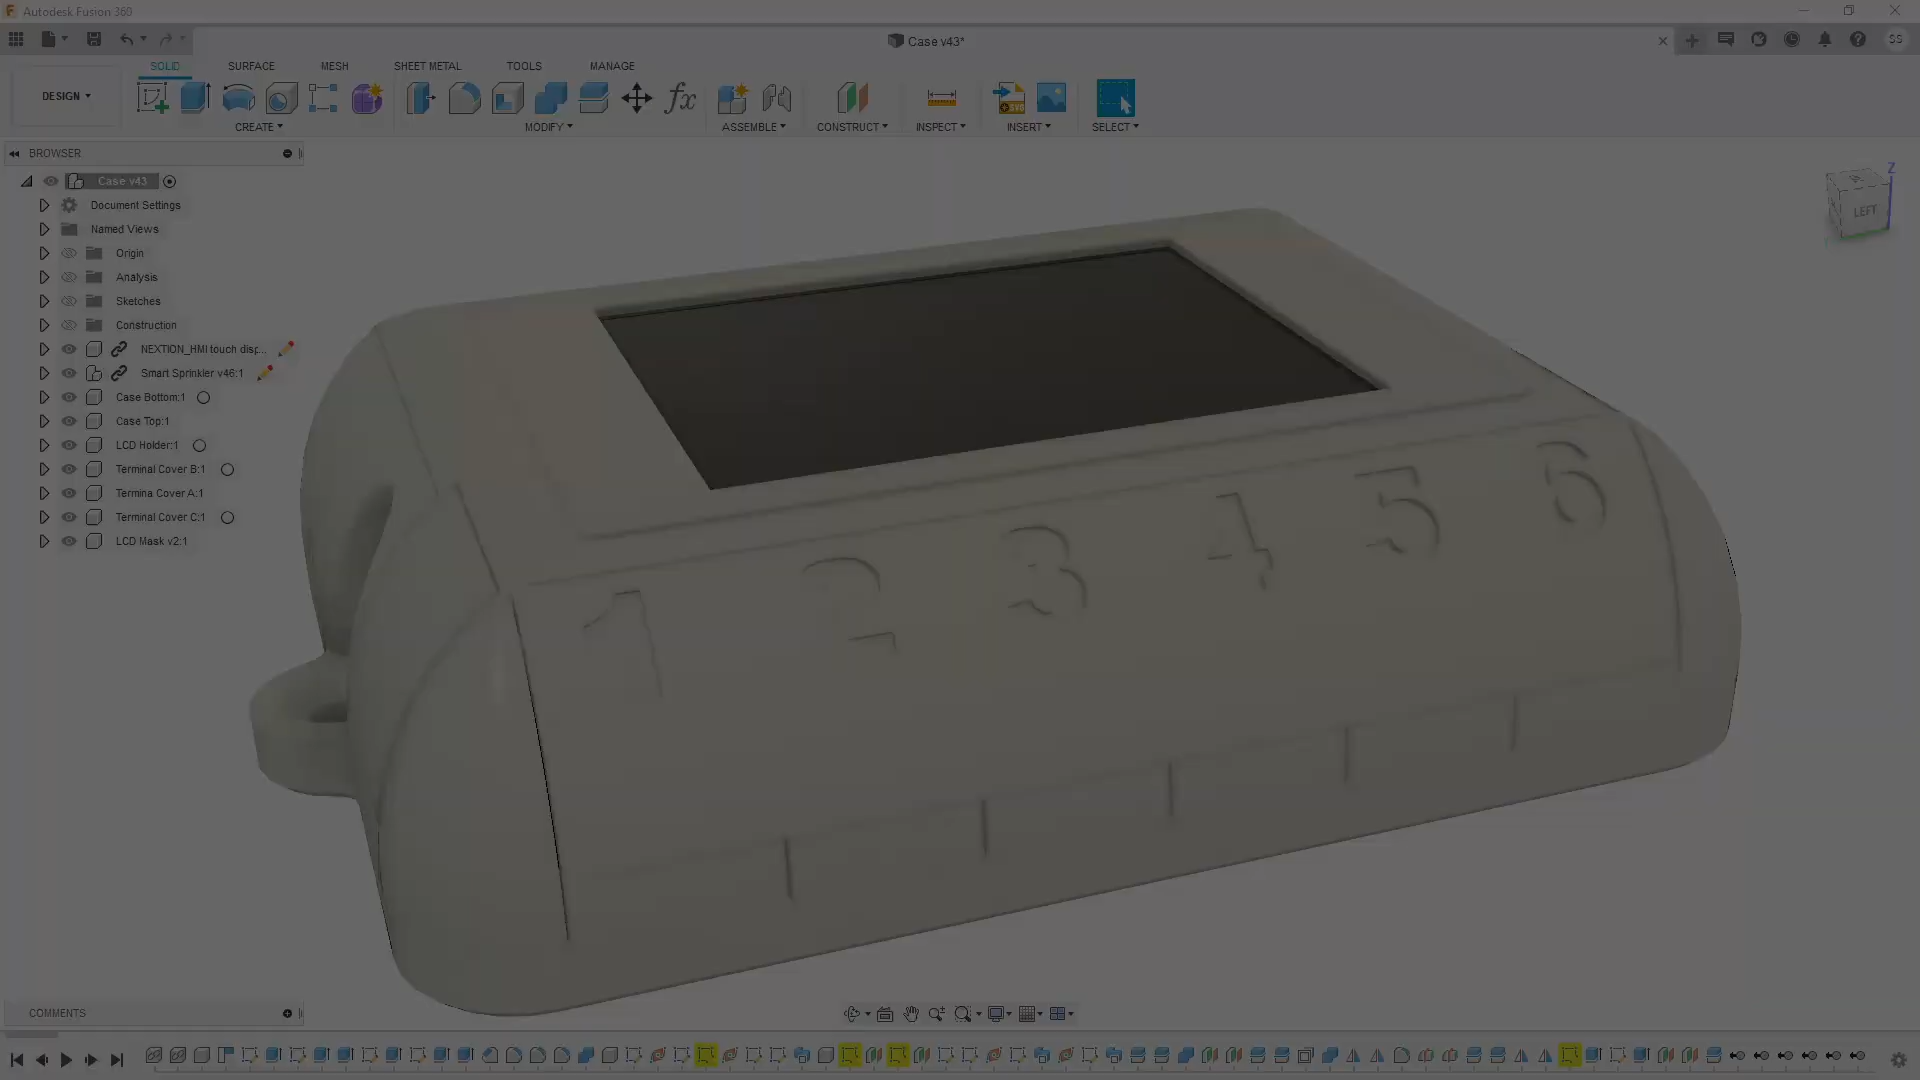 Autodesk Fusion 360
Case v43*
SS
SOLID
SURFACE
MESH
SHEET METAL
TOOLS
MANAGE
DESIGN
CREATE
MODIFY
fx
ASSEMBLE
CONSTRUCT
INSPECT
INSERT
SELECT
BROWSER
Case v43
Document Settings
Named Views
Origin
Analysis
Sketches
Construction
NEXTION_HMI touch disp...
Smart Sprinkler v46:1
Case Bottom:1
Case Top:1
LCD Holder:1
Terminal Cover B:1
Termina Cover A:1
Terminal Cover C:1
LCD Mask v2:1
Z
LEFT
1 2 3 4 5 6
COMMENTS